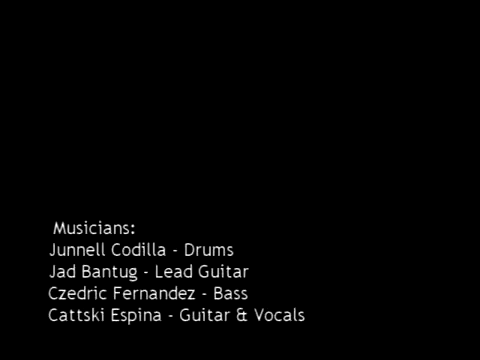 Musicians:
Junnell Codilla - Drums
Jad Bantug - Lead Guitar
Czedric Fernandez - Bass
Cattski Espina - Guitar & Vocals